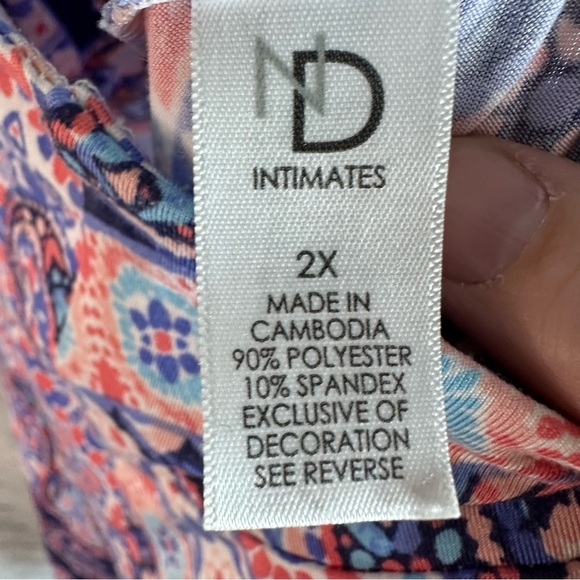 ND
INTIMATES
2X
MADE IN
CAMBODIA
90% POLYESTER
10% SPANDEX
EXCLUSIVE OF
DECORATION
SEE REVERSE